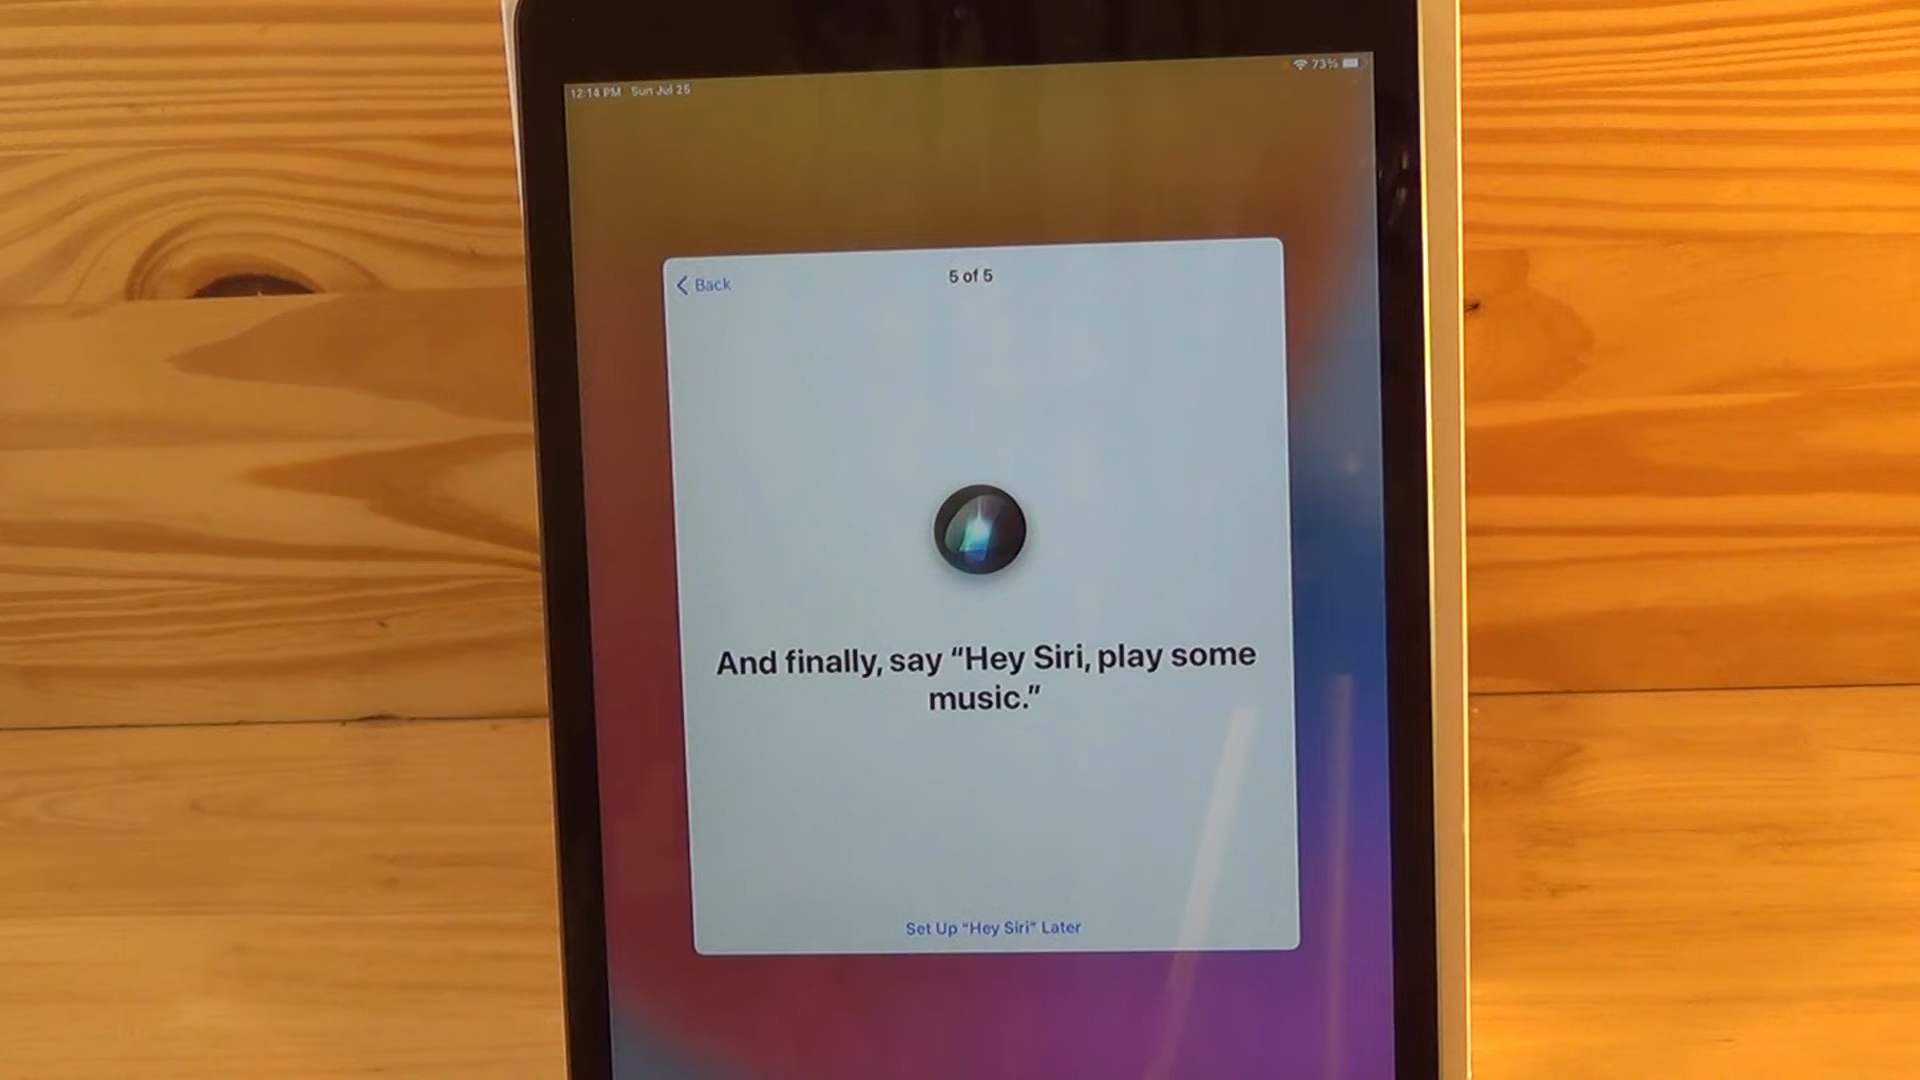 12:14 PM Sun Jul 25
73%
Back
5 of 5
And finally, say “Hey Siri, play some
music.”
Set Up “Hey Siri” Later